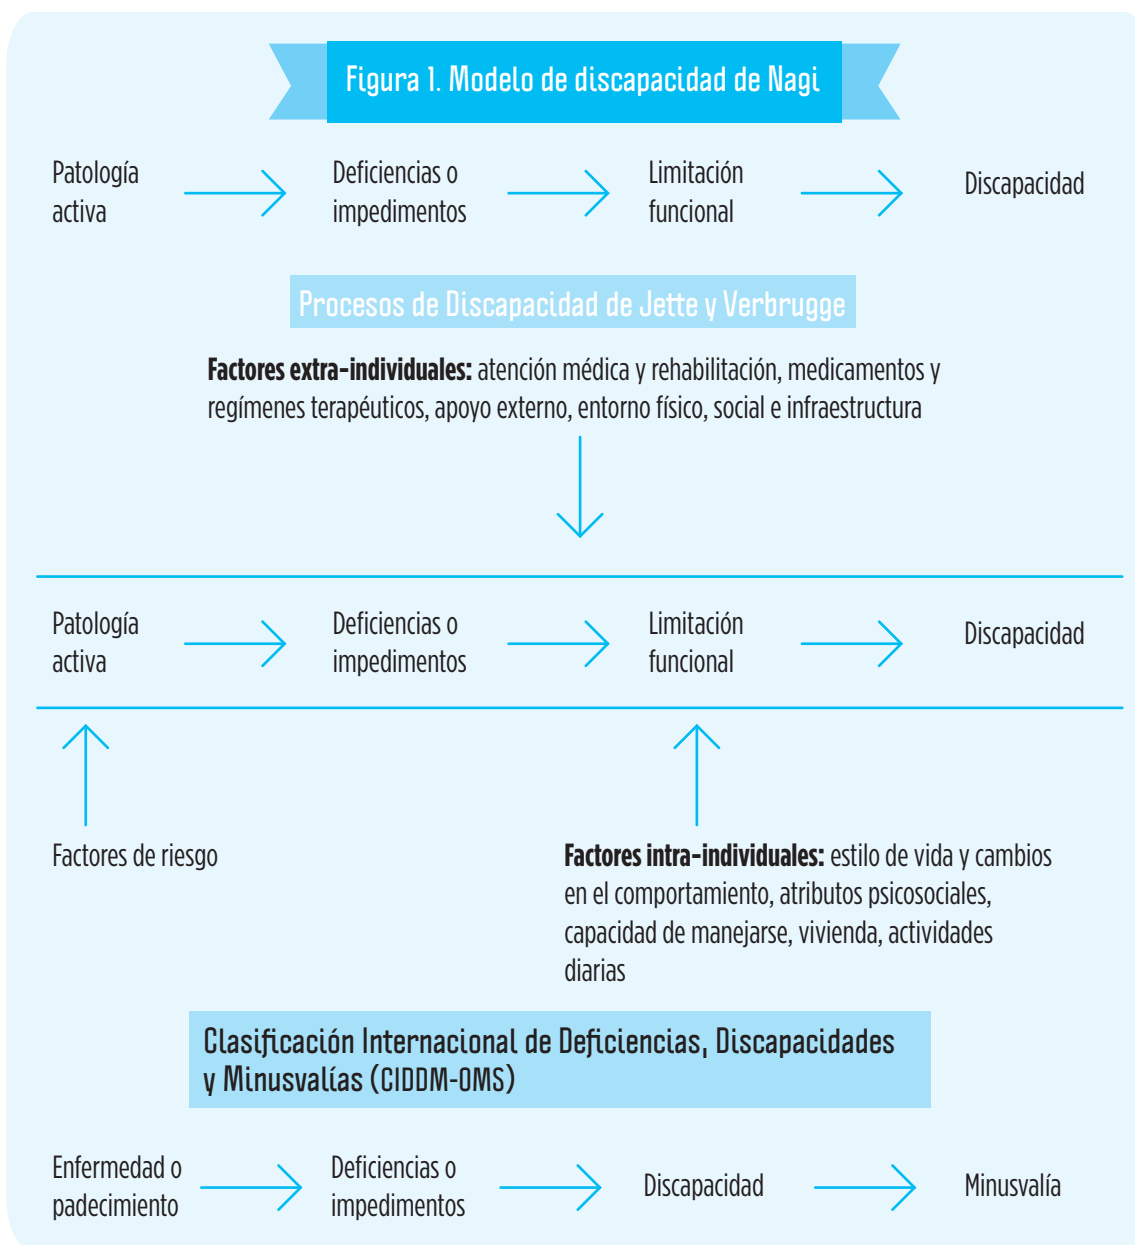 Figura 1. Modelo de discapacidad de Nagi
Patología
activa
Deficiencias o
impedimentos
Limitación
funcional
Discapacidad
Procesos de Discapacidad de Jette y Verbrugge
Factores extra-individuales: atención médica y rehabilitación, medicamentos y
regímenes terapéuticos, apoyo externo, entorno físico, social e infraestructura
Patología
activa
Deficiencias o
impedimentos
Limitación
funcional
Discapacidad
Factores de riesgo
Factores intra-individuales: estilo de vida y cambios
en el comportamiento, atributos psicosociales,
capacidad de manejarse, vivienda, actividades
diarias
Clasificación Internacional de Deficiencias, Discapacidades
y Minusvalías (CIDDM-OMS)
Enfermedad o
padecimiento
Deficiencias o
impedimentos
Discapacidad
Minusvalía